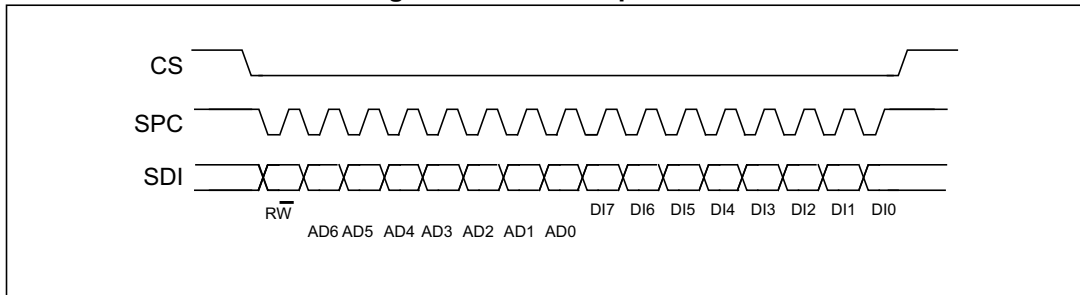 CS
SPC
SDI
RW̅
DI7 DI6 DI5 DI4 DI3 DI2 DI1 DI0
AD6 AD5 AD4 AD3 AD2 AD1 AD0